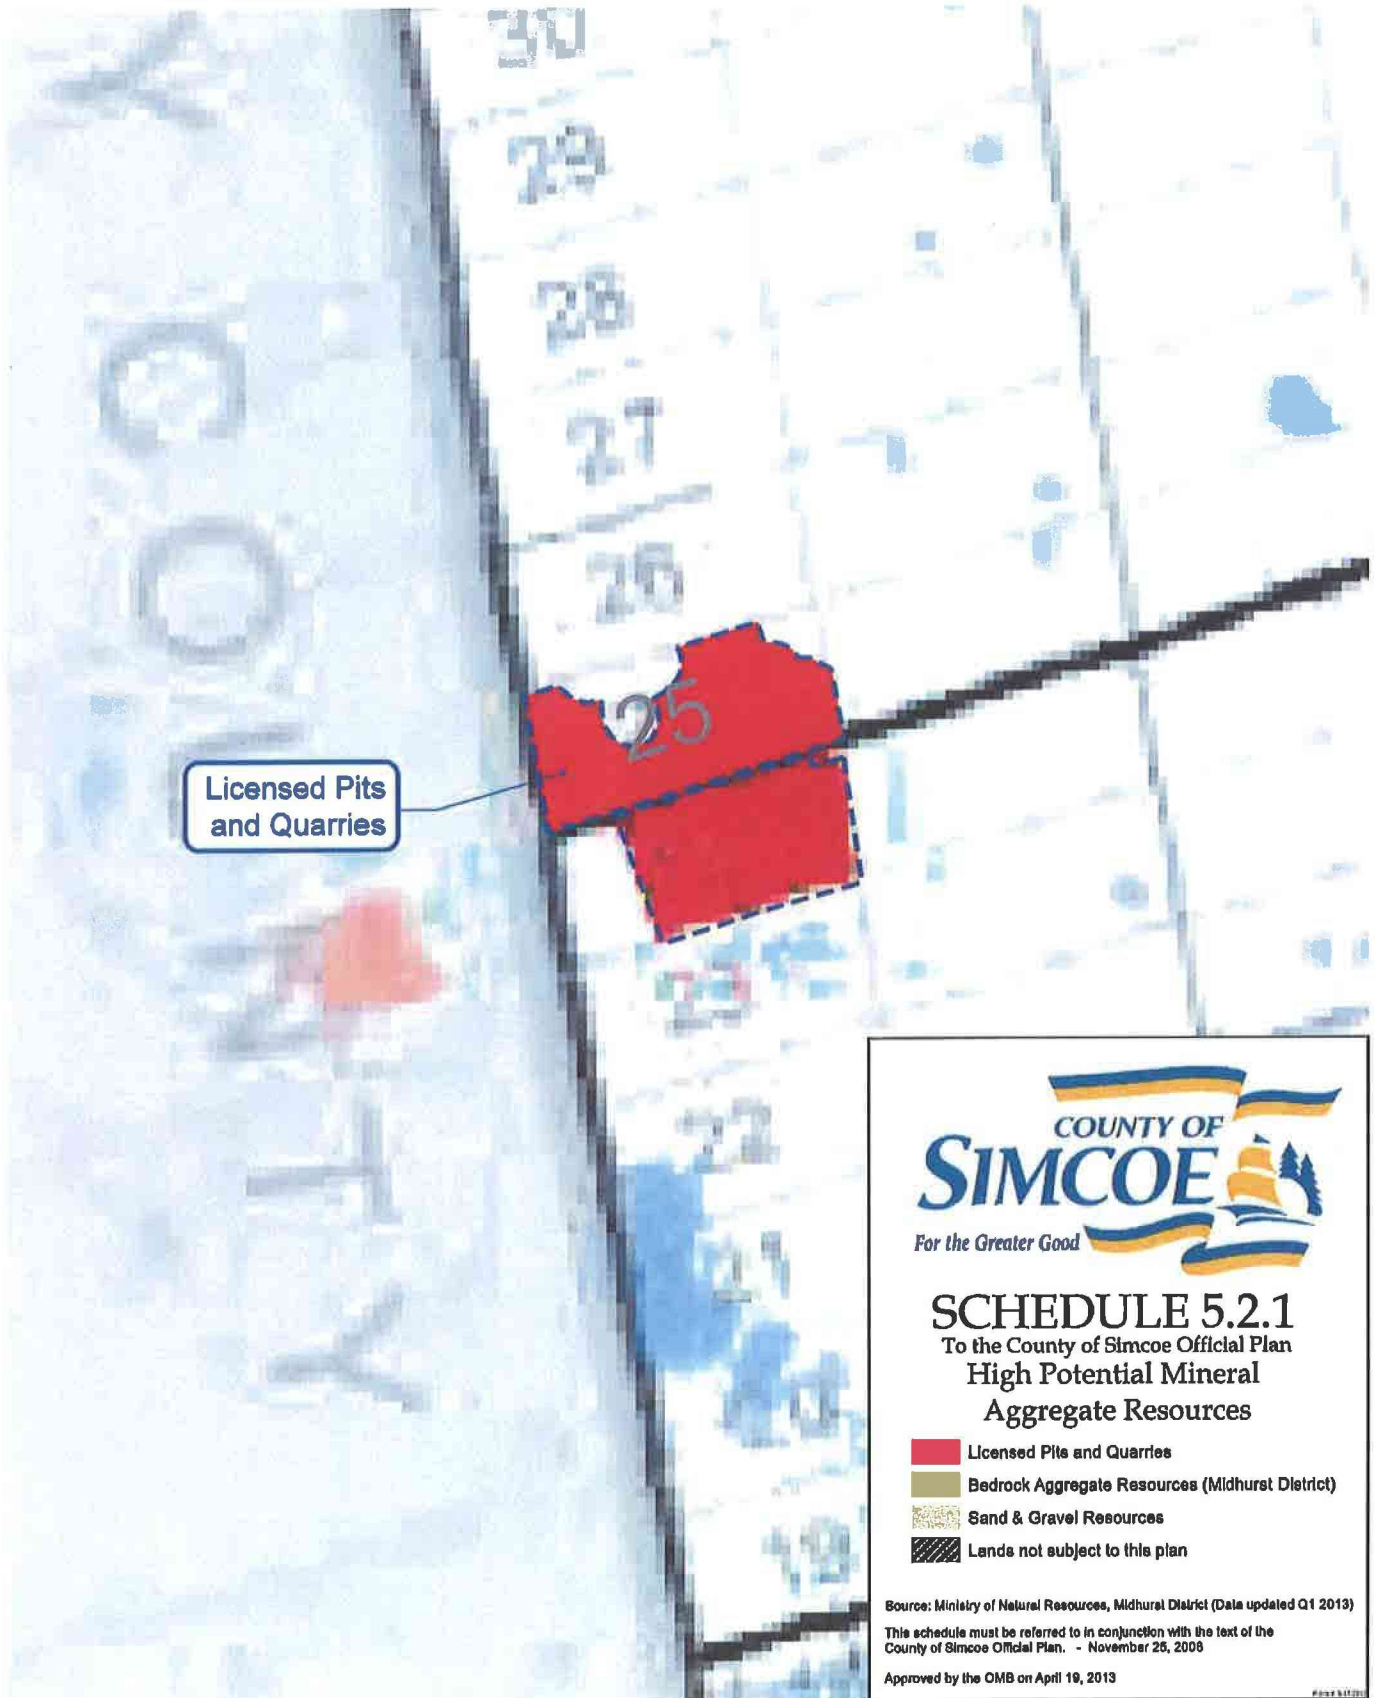 30
29
28
27
26
25
Licensed Pits
and Quarries
23
22
COUNTY OF
SIMCOE
For the Greater Good
SCHEDULE 5.2.1
To the County of Simcoe Official Plan
High Potential Mineral
Aggregate Resources
Licensed Pits and Quarries
Bedrock Aggregate Resources (Midhurst District)
Sand & Gravel Resources
Lands not subject to this plan
Source: Ministry of Natural Resources, Midhurst District (Data updated Q1 2013)
This schedule must be referred to in conjunction with the text of the
County of Simcoe Official Plan. - November 25, 2008
Approved by the OMB on April 19, 2013